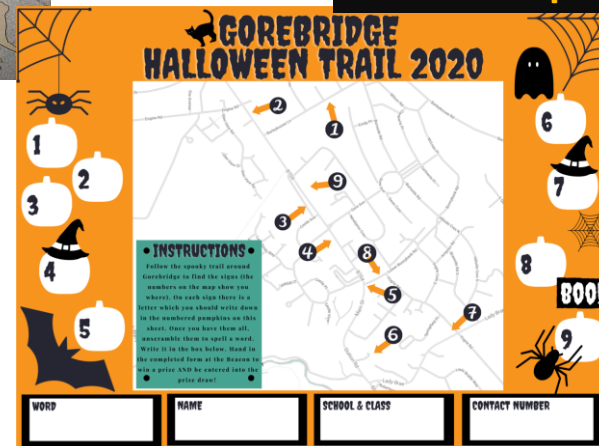 GOREBRIDGE
HALLOWEEN TRAIL 2020
1
2
3
4
5
6
7
8
BOO!
9
2
1
9
3
4
8
5
7
6
• INSTRUCTIONS •
Follow the spooky trail around
Gorebridge to find the signs (the
numbers on the map show you
where). On each sign there is a
letter which you should write down
in the numbered pumpkins on this
sheet. Once you have them all,
unscramble them to spell a word.
Write it in the box below. Hand in
the completed form at the Beacon to
win a prize AND be entered into the
prize draw!
WORD
NAME
SCHOOL & CLASS
CONTACT NUMBER